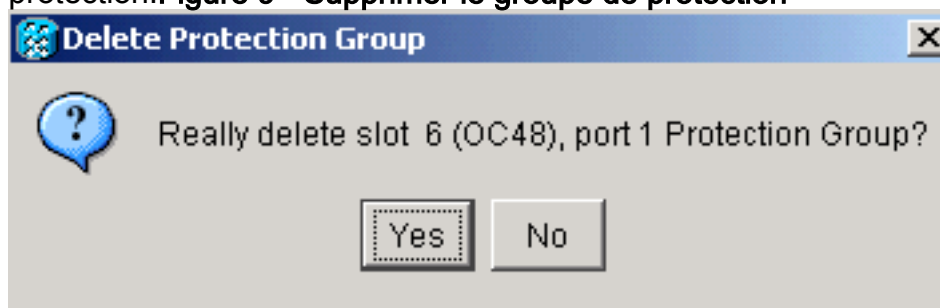 protection. Figure – Supprimer le groupe de protection
Delete Protection Group
?
Really delete slot 6 (OC48), port 1 Protection Group?
Yes No